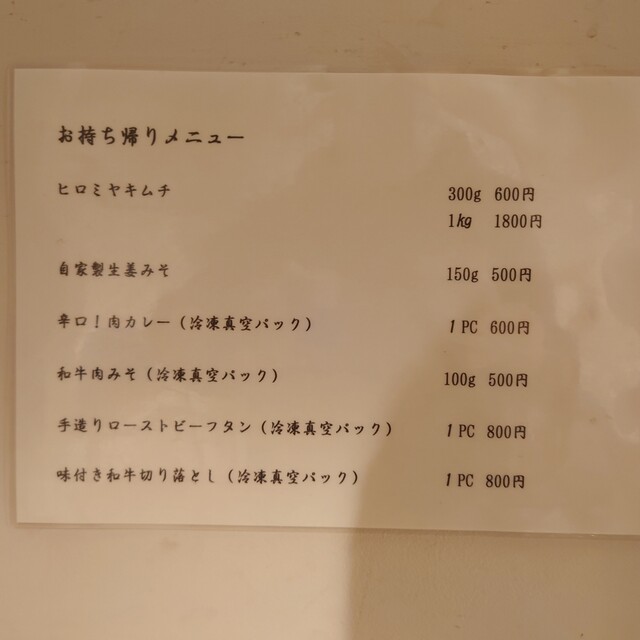 お持ち帰りメニュー
ヒロミヤキムチ 300g 600円
1kg 1800円
自家製生姜みそ 150g 500円
辛口！肉カレー（冷凍真空パック） 1PC 600円
和牛肉みそ（冷凍真空パック） 100g 500円
手造りローストビーフタン（冷凍真空パック） 1PC 800円
味付き和牛切り落とし（冷凍真空パック） 1PC 800円